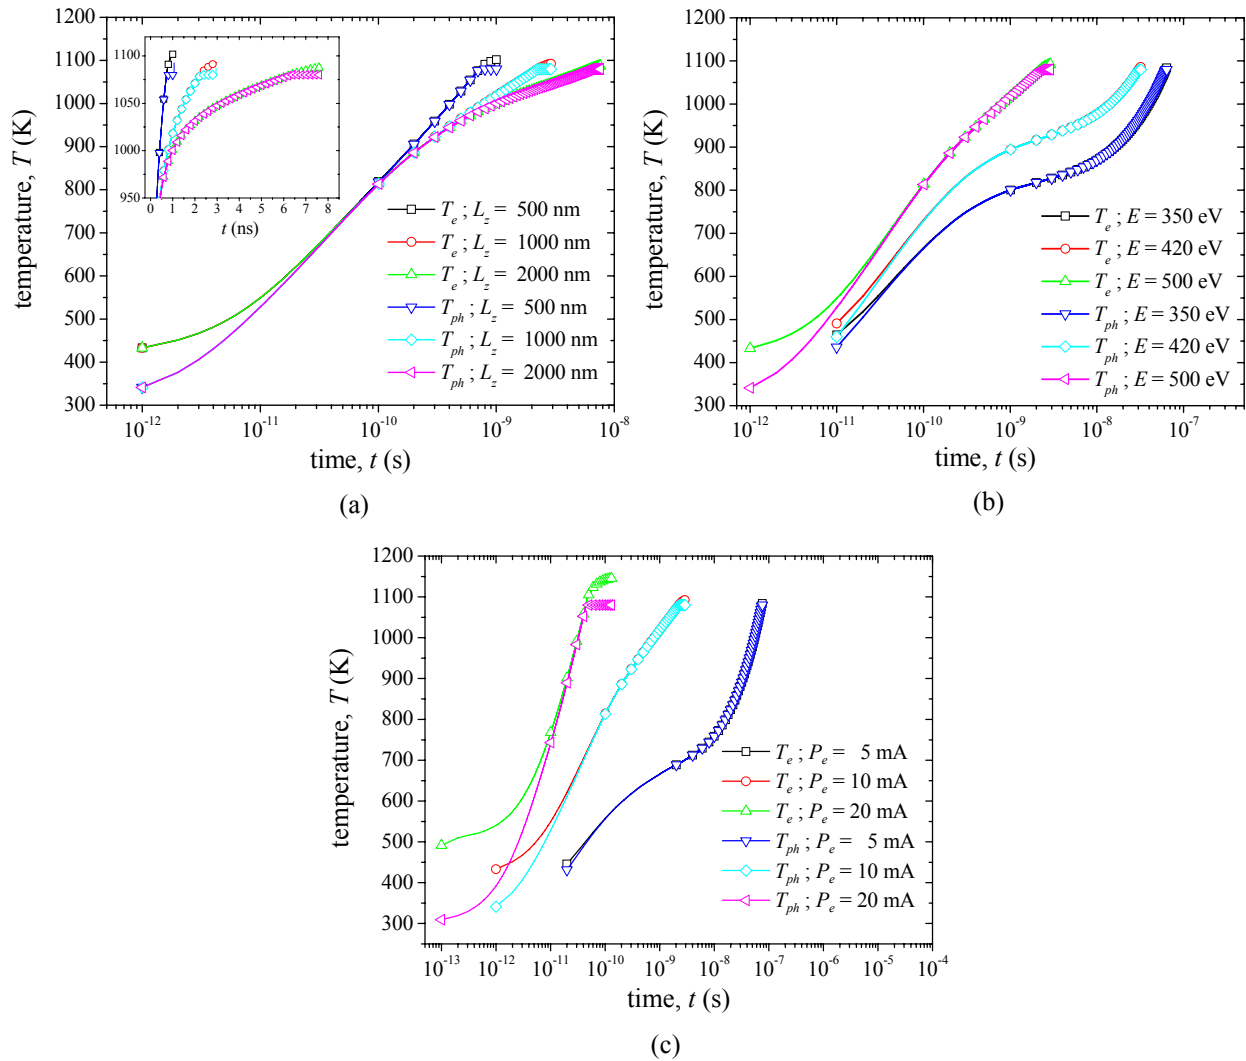 1200
1100
1000
900
800
700
600
500
400
300
temperature, T (K)
1100
1050
1000
950
0 1 2 3 4 5 6 7 8
t (ns)
T_e ; L_z = 500 nm
T_e ; L_z = 1000 nm
T_e ; L_z = 2000 nm
T_ph ; L_z = 500 nm
T_ph ; L_z = 1000 nm
T_ph ; L_z = 2000 nm
10^-12 10^-11 10^-10 10^-9 10^-8
time, t (s)
(a)
1200
1100
1000
900
800
700
600
500
400
300
temperature, T (K)
T_e ; E = 350 eV
T_e ; E = 420 eV
T_e ; E = 500 eV
T_ph ; E = 350 eV
T_ph ; E = 420 eV
T_ph ; E = 500 eV
10^-12 10^-11 10^-10 10^-9 10^-8 10^-7
time, t (s)
(b)
1200
1100
1000
900
800
700
600
500
400
300
temperature, T (K)
T_e ; P_e = 5 mA
T_e ; P_e = 10 mA
T_e ; P_e = 20 mA
T_ph ; P_e = 5 mA
T_ph ; P_e = 10 mA
T_ph ; P_e = 20 mA
10^-13 10^-12 10^-11 10^-10 10^-9 10^-8 10^-7 10^-6 10^-5 10^-4
time, t (s)
(c)